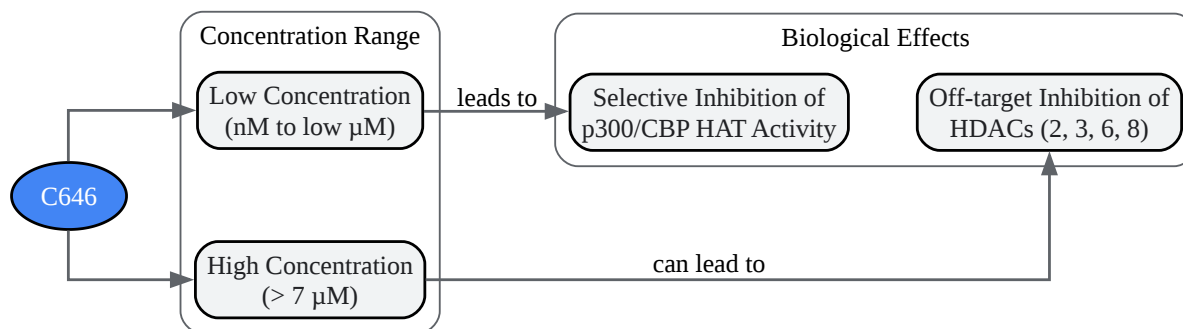 Concentration Range
Biological Effects
Low Concentration
(nM to low µM)
leads to
Selective Inhibition of
p300/CBP HAT Activity
Off-target Inhibition of
HDACs (2, 3, 6, 8)
C646
High Concentration
(> 7 µM)
can lead to